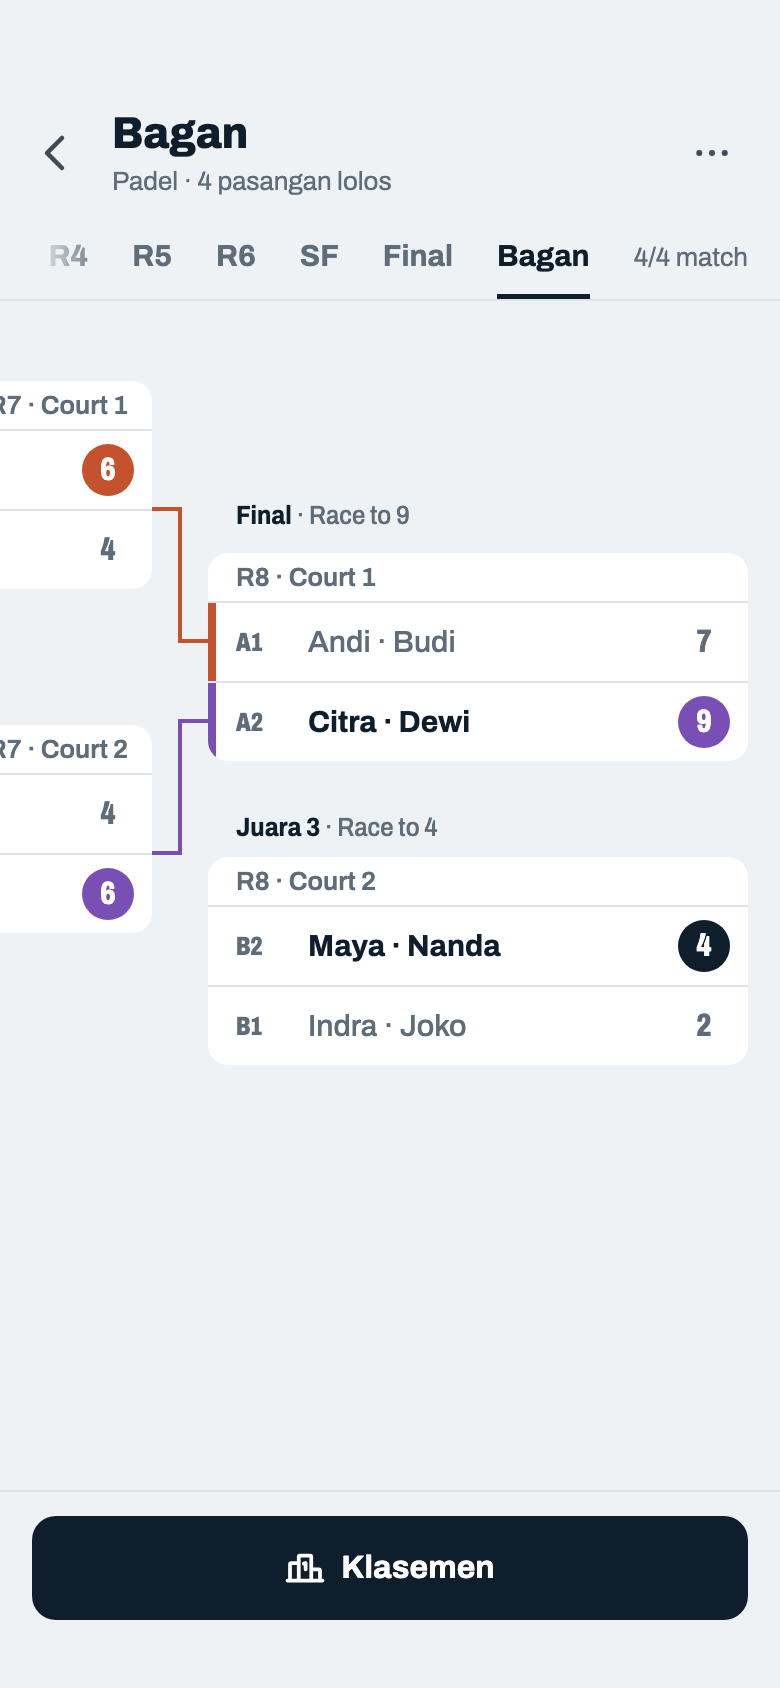 Bagan
Padel · 4 pasangan lolos
R4 R5 R6 SF Final Bagan 4/4 match
R7 · Court 1
6
4
Final · Race to 9
R8 · Court 1
A1 Andi · Budi 7
A2 Citra · Dewi 9
R7 · Court 2
4
6
Juara 3 · Race to 4
R8 · Court 2
B2 Maya · Nanda 4
B1 Indra · Joko 2
Klasemen